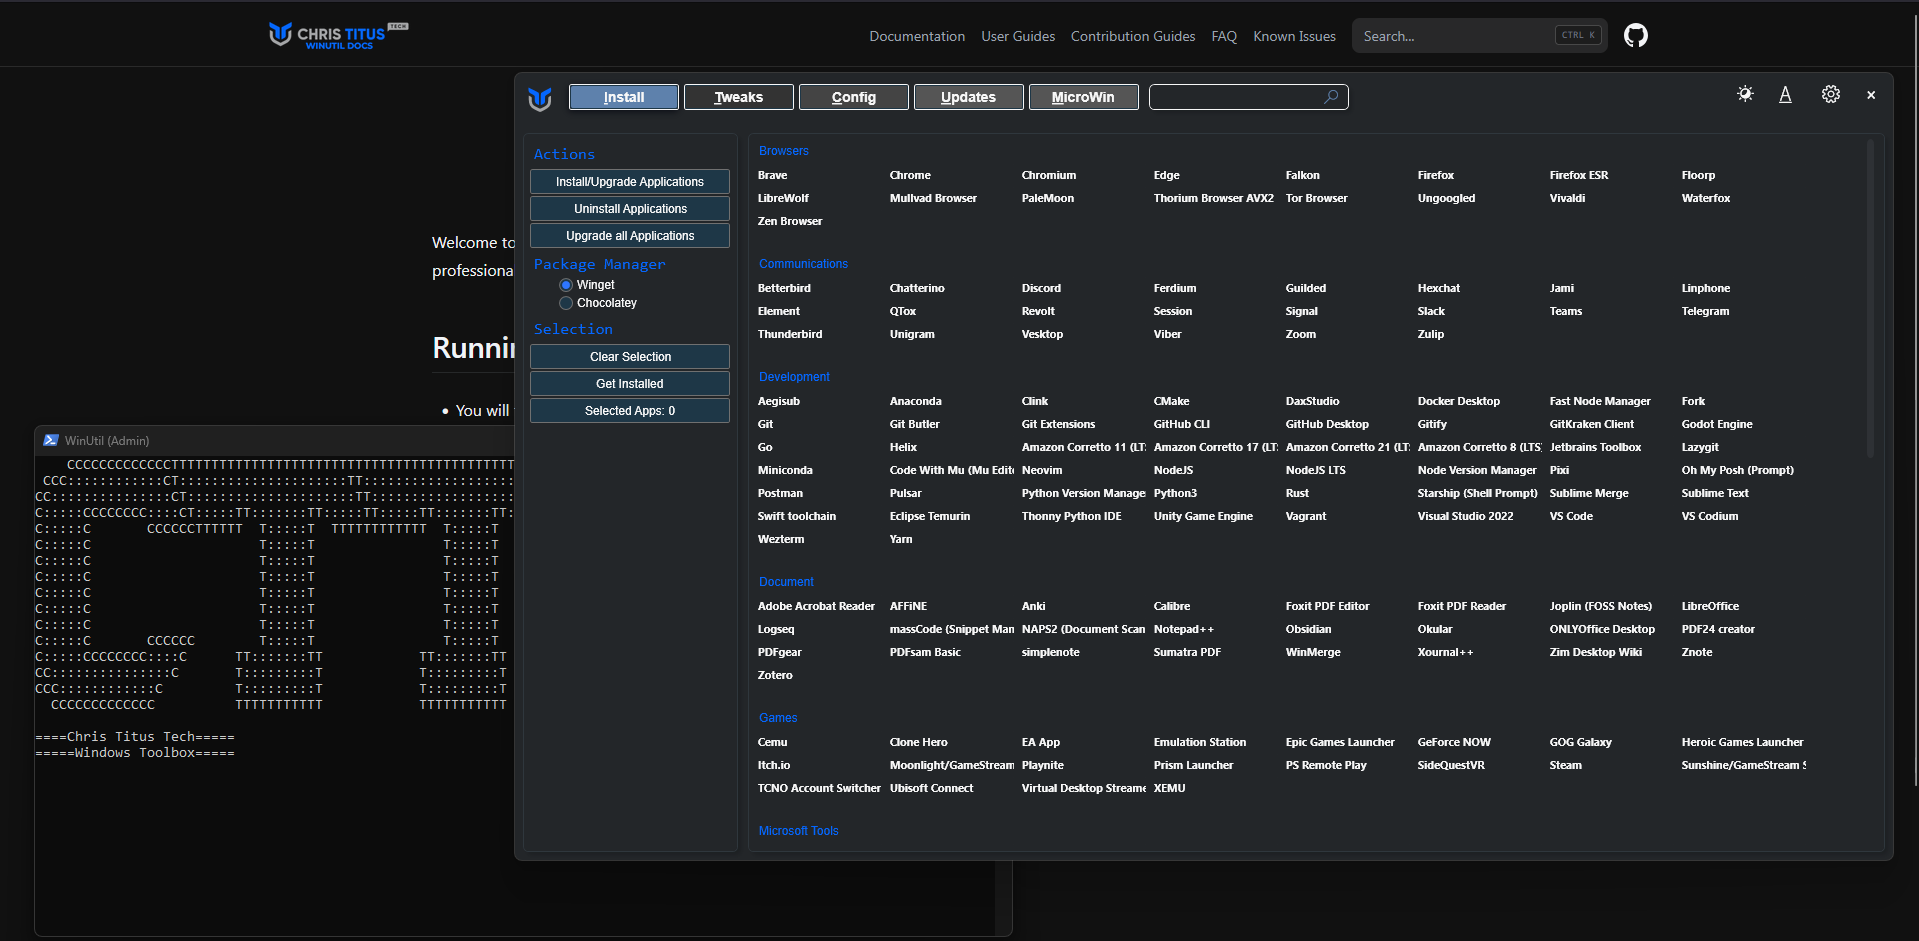 CHRIS TITUS TECH
WINUTIL DOCS
Documentation User Guides Contribution Guides FAQ Known Issues Search... CTRL K
Install Tweaks Config Updates MicroWin
Welcome to
professiona
Runnin
• You will
Actions
Install/Upgrade Applications
Uninstall Applications
Upgrade all Applications
Package Manager
Winget
Chocolatey
Selection
Clear Selection
Get Installed
Selected Apps: 0
Browsers
Brave Chrome Chromium Edge Falkon Firefox Firefox ESR Floorp
LibreWolf Mullvad Browser PaleMoon Thorium Browser AVX2 Tor Browser Ungoogled Vivaldi Waterfox
Zen Browser
Communications
Betterbird Chatterino Discord Ferdium Guilded Hexchat Jami Linphone
Element QTox Revolt Session Signal Slack Teams Telegram
Thunderbird Unigram Vesktop Viber Zoom Zulip
Development
Aegisub Anaconda Clink CMake DaxStudio Docker Desktop Fast Node Manager Fork
Git Git Butler Git Extensions GitHub CLI GitHub Desktop Gitify GitKraken Client Godot Engine
Go Helix Amazon Corretto 11 (LT Amazon Corretto 17 (LT Amazon Corretto 21 (LT Amazon Corretto 8 (LTS) Jetbrains Toolbox Lazygit
Miniconda Code With Mu (Mu Edit Neovim NodeJS NodeJS LTS Node Version Manager Pixi Oh My Posh (Prompt)
Postman Pulsar Python Version Manage Python3 Rust Starship (Shell Prompt) Sublime Merge Sublime Text
Swift toolchain Eclipse Temurin Thonny Python IDE Unity Game Engine Vagrant Visual Studio 2022 VS Code VS Codium
Wezterm Yarn
Document
Adobe Acrobat Reader AFFiNE Anki Calibre Foxit PDF Editor Foxit PDF Reader Joplin (FOSS Notes) LibreOffice
Logseq massCode (Snippet Man NAPS2 (Document Scan Notepad++ Obsidian Okular ONLYOffice Desktop PDF24 creator
PDFgear PDFsam Basic simplenote Sumatra PDF WinMerge Xournal++ Zim Desktop Wiki Znote
Zotero
Games
Cemu Clone Hero EA App Emulation Station Epic Games Launcher GeForce NOW GOG Galaxy Heroic Games Launcher
Itch.io Moonlight/GameStream Playnite Prism Launcher PS Remote Play SideQuestVR Steam Sunshine/GameStream S
TCNO Account Switcher Ubisoft Connect Virtual Desktop Streame XEMU
Microsoft Tools
WinUtil (Admin)
CCCCCCCCCCCCCTTTTTTTTTTTTTTTTTTTTTTTTTTTTTTTTTTTTTTTTTTT
CCC::::::::::::CT:::::::::::::::::::::TT:::::::::::::::::::
CC:::::::::::::::CT:::::::::::::::::::::TT::::::::::::::::::
C:::::CCCCCCCC::::CT:::::TT:::::::TT:::::TT:::::TT:::::::TT:
C:::::C       CCCCCCTTTTTT  T:::::T  TTTTTTTTTTTT  T:::::T
C:::::C                     T:::::T                T:::::T
C:::::C                     T:::::T                T:::::T
C:::::C                     T:::::T                T:::::T
C:::::C                     T:::::T                T:::::T
C:::::C                     T:::::T                T:::::T
C:::::C                     T:::::T                T:::::T
C:::::C       CCCCCC        T:::::T                T:::::T
C:::::CCCCCCCC::::C      TT:::::::TT            TT:::::::TT
CC:::::::::::::::C       T:::::::::T            T:::::::::T
CCC::::::::::::C         T:::::::::T            T:::::::::T
CCCCCCCCCCCCC          TTTTTTTTTTT            TTTTTTTTTTT
====Chris Titus Tech=====
=====Windows Toolbox=====